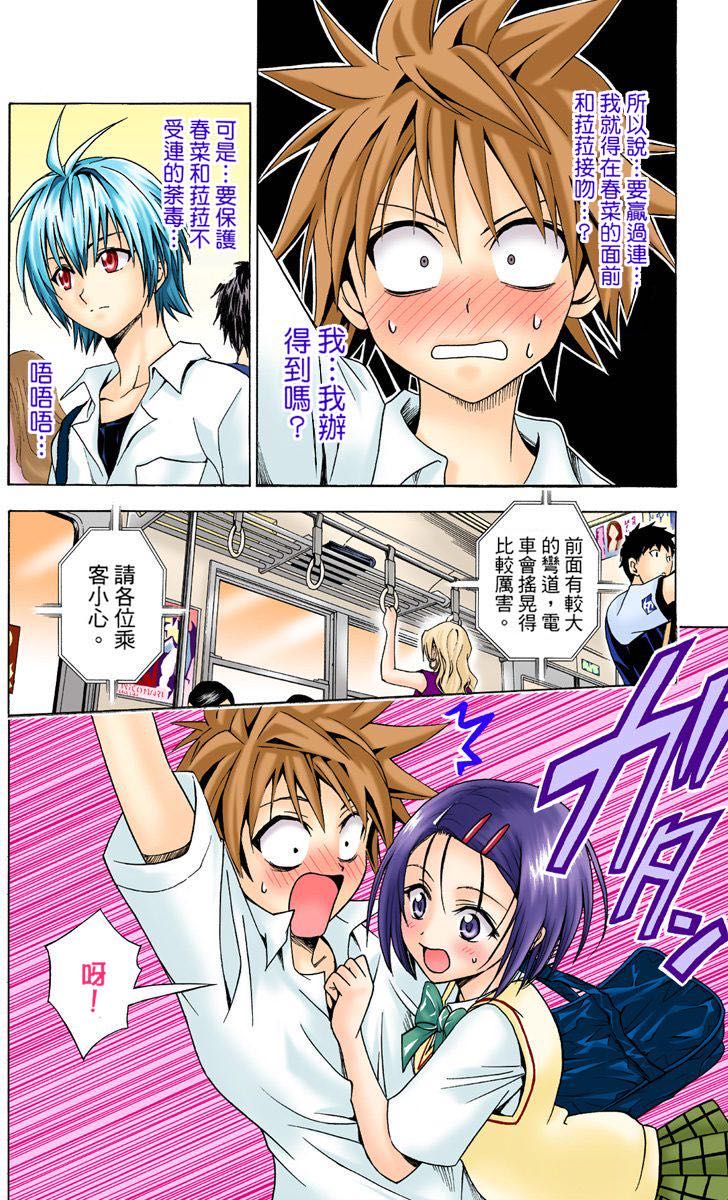 所以說…要贏過連…
我就得在春菜的面前
和菈菈接吻…?
我…我辦
得到嗎?
可是…要保護
春菜和菈菈不
受連的荼毒…
唔唔唔…
前面有較大
的彎道，電
車會搖晃得
比較厲害。
請各位乘
客小心。
ガタン
呀！